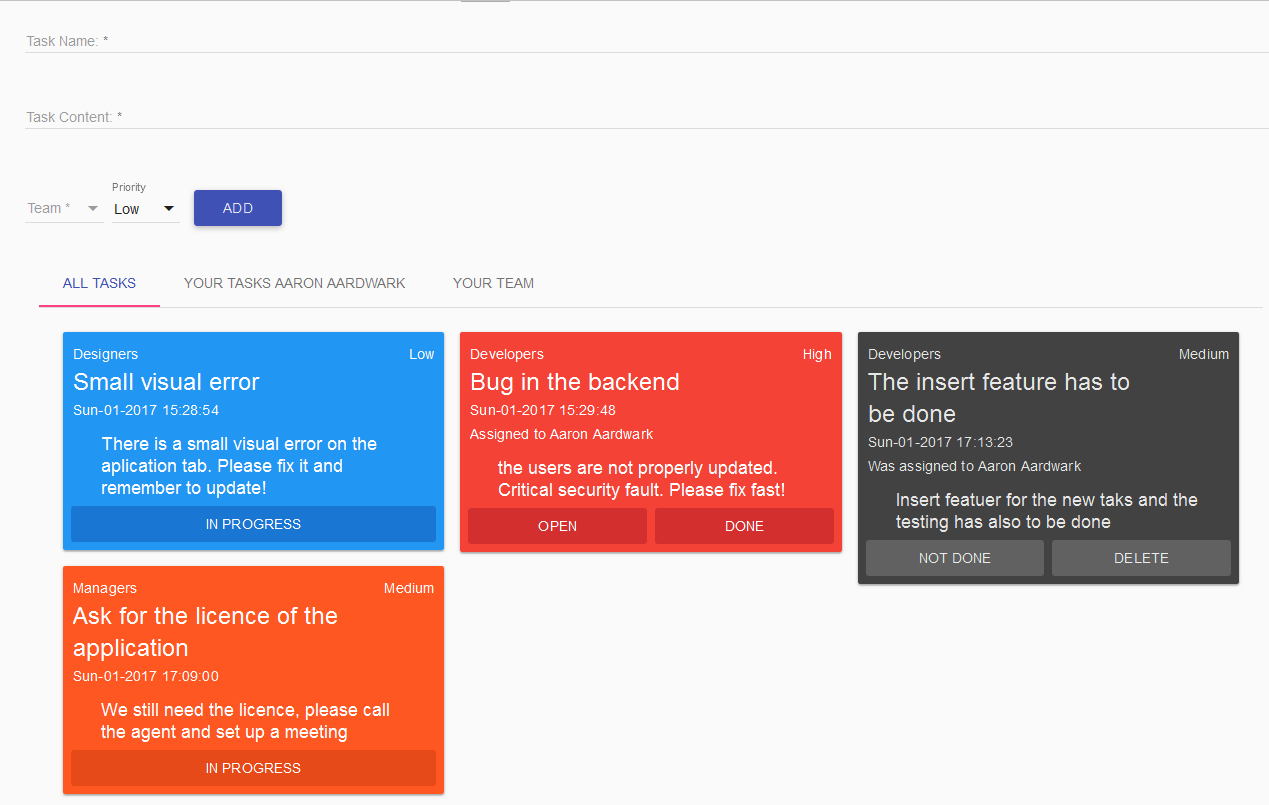 Task Name: *
Task Content: *
Priority
Team *
Low
ADD
ALL TASKS
YOUR TASKS AARON AARDWARK
YOUR TEAM
Designers
Low
Small visual error
Sun-01-2017 15:28:54
There is a small visual error on the
aplication tab. Please fix it and
remember to update!
IN PROGRESS
Developers
High
Bug in the backend
Sun-01-2017 15:29:48
Assigned to Aaron Aardwark
the users are not properly updated.
Critical security fault. Please fix fast!
OPEN
DONE
Developers
Medium
The insert feature has to
be done
Sun-01-2017 17:13:23
Was assigned to Aaron Aardwark
Insert featuer for the new taks and the
testing has also to be done
NOT DONE
DELETE
Managers
Medium
Ask for the licence of the
application
Sun-01-2017 17:09:00
We still need the licence, please call
the agent and set up a meeting
IN PROGRESS